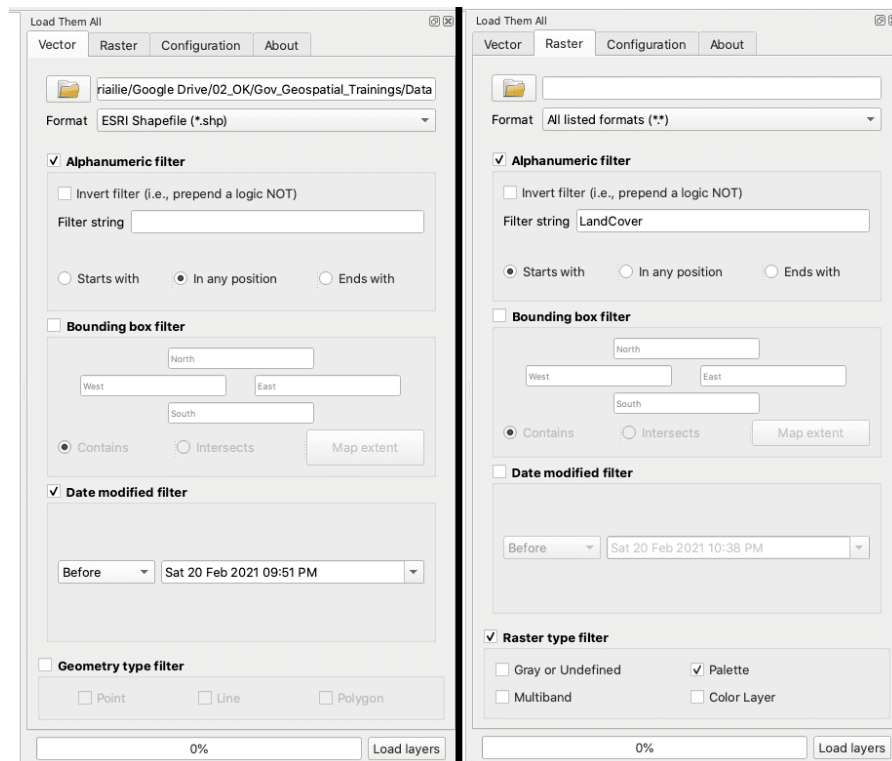 Load Them All
Vector Raster Configuration About
riailie/Google Drive/02_OK/Gov_Geospatial_Trainings/Data
Format ESRI Shapefile (*.shp)
Alphanumeric filter
Invert filter (i.e., prepend a logic NOT)
Filter string
Starts with In any position Ends with
Bounding box filter
North
West East
South
Contains Intersects Map extent
Date modified filter
Before Sat 20 Feb 2021 09:51 PM
Geometry type filter
Point Line Polygon
0% Load layers
Load Them All
Vector Raster Configuration About
Format All listed formats (*.*)
Alphanumeric filter
Invert filter (i.e., prepend a logic NOT)
Filter string LandCover
Starts with In any position Ends with
Bounding box filter
North
West East
South
Contains Intersects Map extent
Date modified filter
Before Sat 20 Feb 2021 10:38 PM
Raster type filter
Gray or Undefined Palette
Multiband Color Layer
0% Load layers